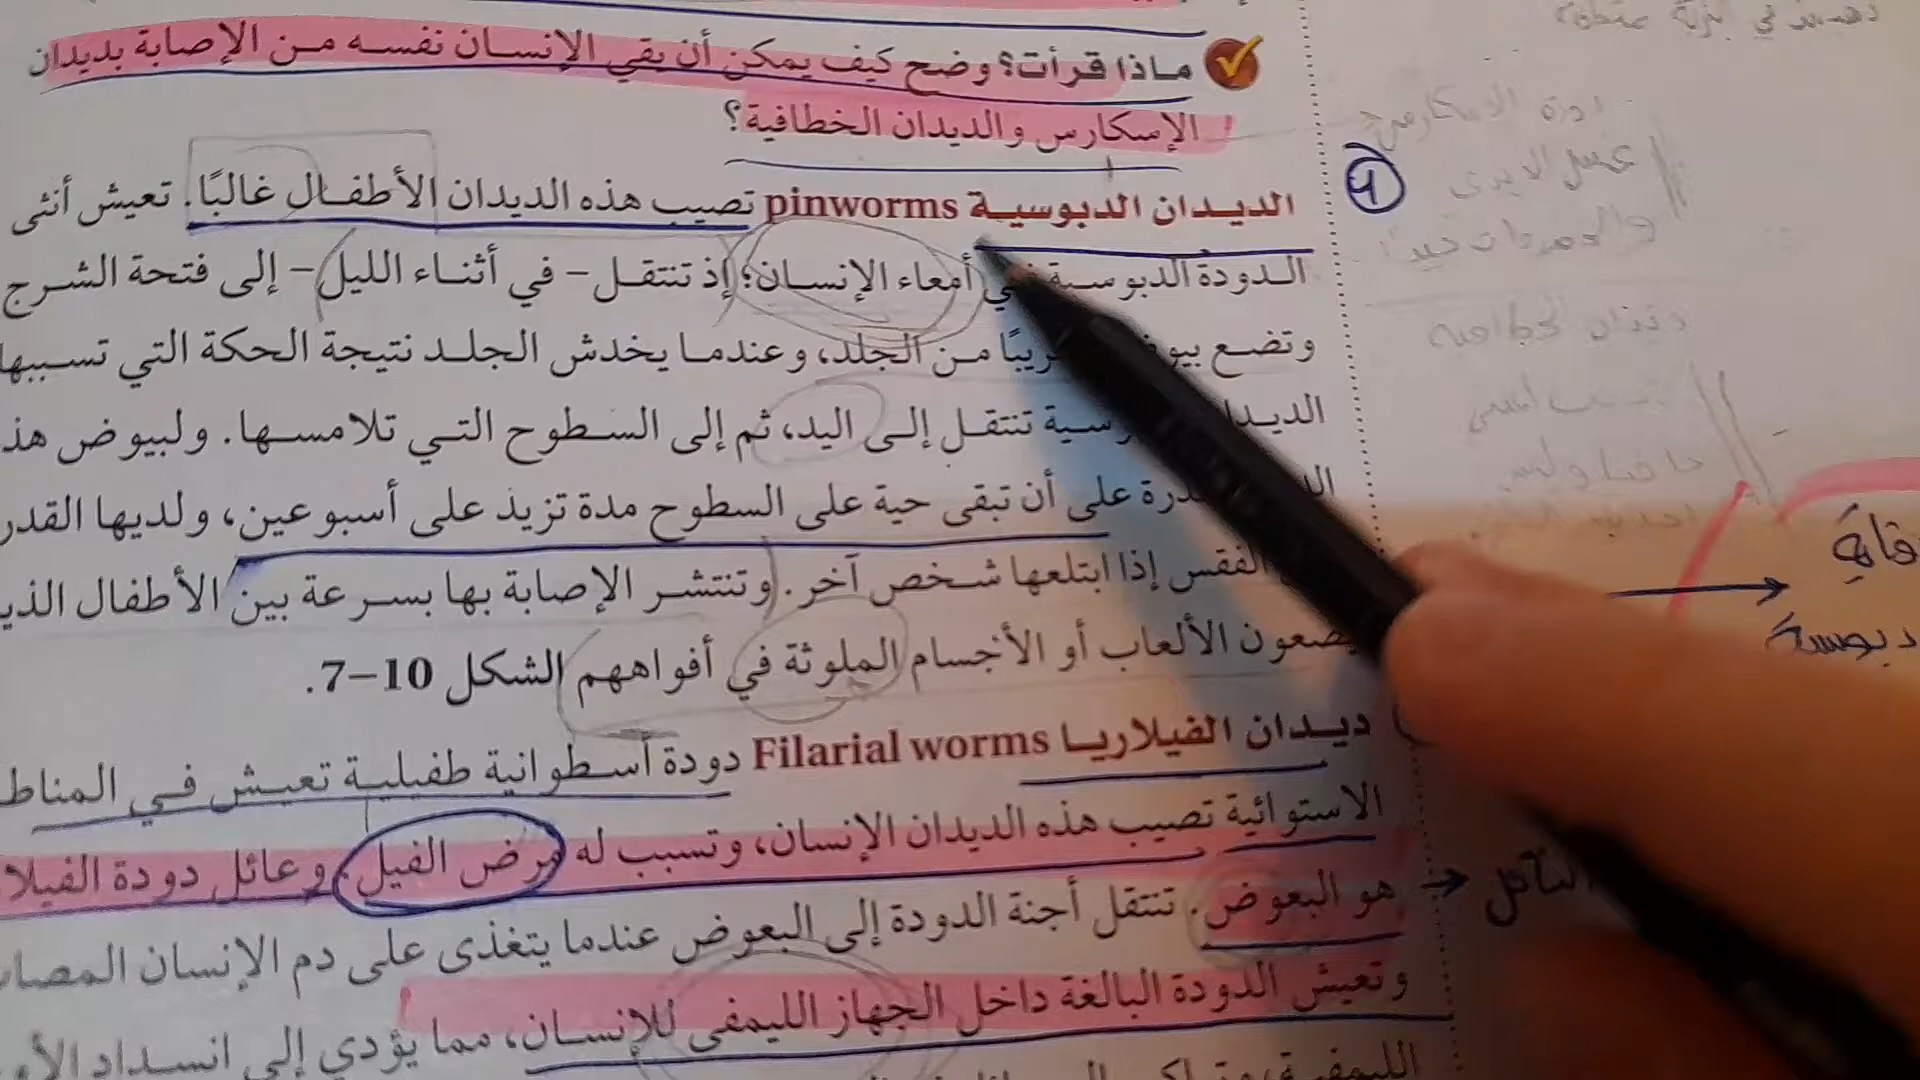 ماذا قرأت؟ وضح كيف يمكن أن يقي الإنسان نفسه من الإصابة بديدان
الإسكارس والديدان الخطافية؟
الديدان الدبوسية pinworms تصيب هذه الديدان الأطفال غالبًا. تعيش أنثى
الدودة الدبوسية في أمعاء الإنسان؛ إذ تنتقل – في أثناء الليل – إلى فتحة الشرج
وتضع من الجلد، وعندما يخدش الجلد نتيجة الحكة التي تسببها
تنتقل إلى اليد، ثم إلى السطوح التي تلامسها. ولبيوض هذ
على أن تبقى حية على السطوح مدة تزيد على أسبوعين، ولديها القدر
الفقس إذا ابتلعها شخص آخر. وتنتشر الإصابة بها بسرعة بين الأطفال الذي
يضعون الألعاب أو الأجسام الملوثة في أفواههم الشكل 10–7.
ديدان الفيلاريا Filarial worms دودة أسطوانية طفيلية تعيش في المناط
الاستوائية تصيب هذه الديدان الإنسان، وتسبب له مرض الفيل. وعائل دودة الفيلا
هو البعوض. تنتقل أجنة الدودة إلى البعوض عندما يتغذى على دم الإنسان المصاب
وتعيش الدودة البالغة داخل الجهاز الليمفي للإنسان، مما يؤدي إلى انسداد الأو
غسل الايدي